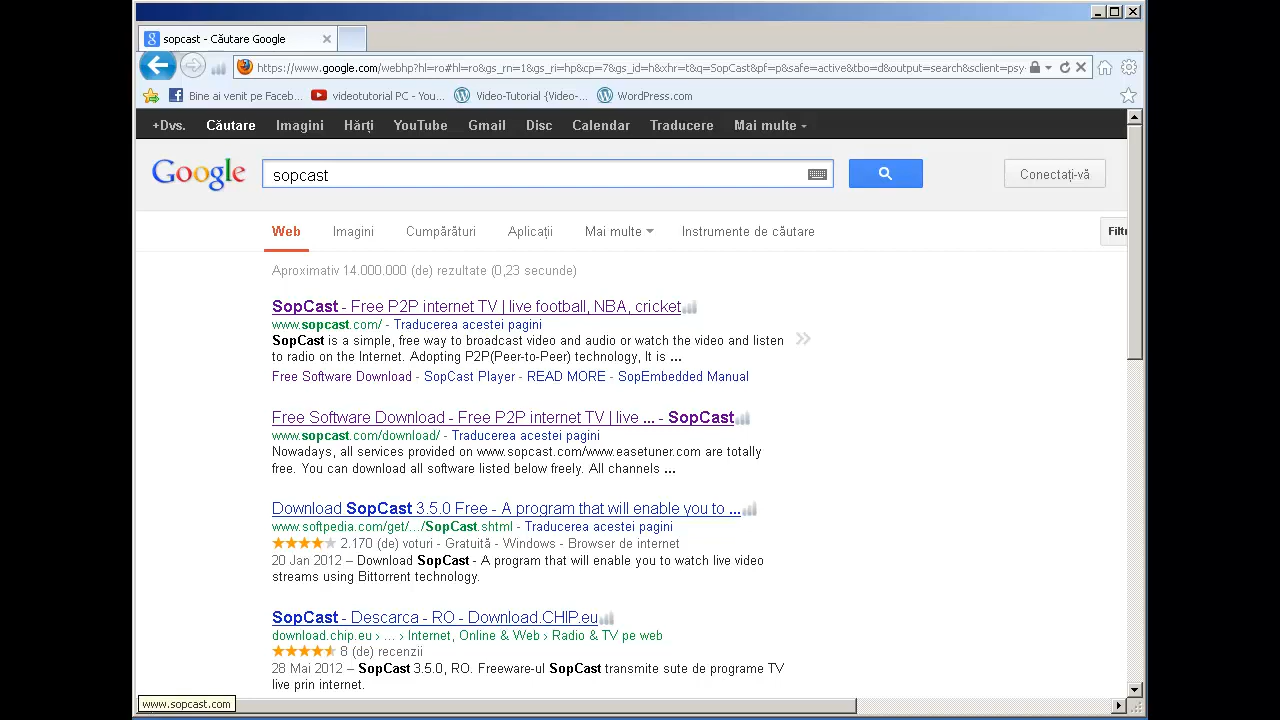 sopcast - Căutare Google
https://www.google.com/webhp?hl=ro#hl=ro&gs_rn=1&gs_ri=hp&cp=7&gs_id=i&xhr=t&q=SopCast&pf=p&safe=active&tbo=d&output=search&sclient=psy-
Bine ai venit pe Faceb... videotutorial PC - You... Video-Tutorial {Video-... WordPress.com
+Dvs. Căutare Imagini Hărți YouTube Gmail Disc Calendar Traducere Mai multe
Google sopcast Conectați-vă
Web Imagini Cumpărături Aplicații Mai multe Instrumente de căutare Filtr
Aproximativ 14.000.000 (de) rezultate (0,23 secunde)
SopCast - Free P2P internet TV | live football, NBA, cricket
www.sopcast.com/ - Traducerea acestei pagini
SopCast is a simple, free way to broadcast video and audio or watch the video and listen
to radio on the Internet. Adopting P2P(Peer-to-Peer) technology, It is ...
Free Software Download - SopCast Player - READ MORE - SopEmbedded Manual
Free Software Download - Free P2P internet TV | live ... - SopCast
www.sopcast.com/download/ - Traducerea acestei pagini
Nowadays, all services provided on www.sopcast.com/www.easetuner.com are totally
free. You can download all software listed below freely. All channels ...
Download SopCast 3.5.0 Free - A program that will enable you to ...
www.softpedia.com/get/.../SopCast.shtml - Traducerea acestei pagini
2.170 (de) voturi - Gratuită - Windows - Browser de internet
20 Jan 2012 – Download SopCast - A program that will enable you to watch live video
streams using Bittorrent technology.
SopCast - Descarca - RO - Download.CHIP.eu
download.chip.eu › ... › Internet, Online & Web › Radio & TV pe web
8 (de) recenzii
28 Mai 2012 – SopCast 3.5.0, RO. Freeware-ul SopCast transmite sute de programe TV
live prin internet.
www.sopcast.com